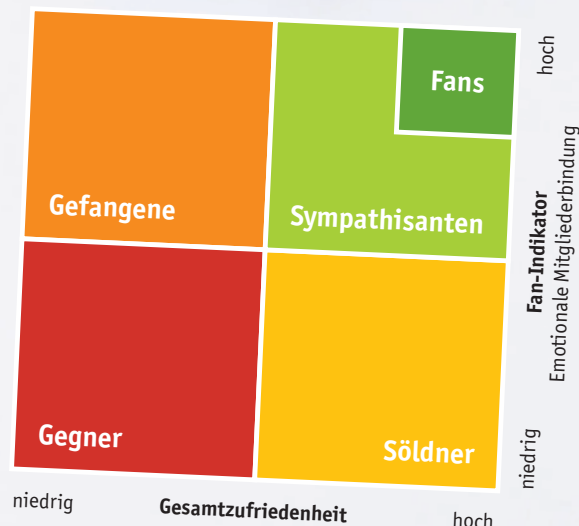 Fans
hoch
Gefangene
Sympathisanten
Fan-Indikator
Emotionale Mitgliederbindung
Gegner
Söldner
niedrig
niedrig
Gesamtzufriedenheit
hoch